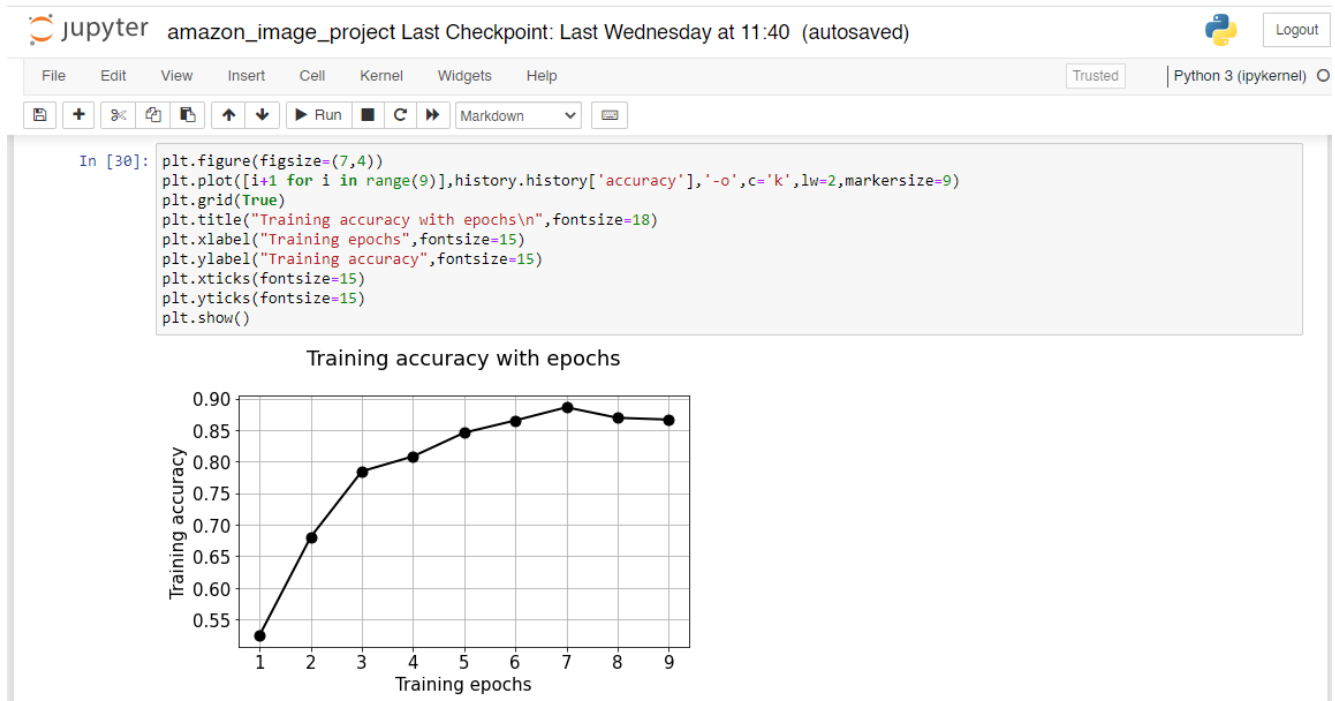 jupyter amazon_image_project Last Checkpoint: Last Wednesday at 11:40 (autosaved) Logout
File Edit View Insert Cell Kernel Widgets Help Trusted Python 3 (ipykernel)
Run Markdown
In [30]: plt.figure(figsize=(7,4))
plt.plot([i+1 for i in range(9)],history.history['accuracy'],'-o',c='k',lw=2,markersize=9)
plt.grid(True)
plt.title("Training accuracy with epochs\n",fontsize=18)
plt.xlabel("Training epochs",fontsize=15)
plt.ylabel("Training accuracy",fontsize=15)
plt.xticks(fontsize=15)
plt.yticks(fontsize=15)
plt.show()
Training accuracy with epochs
Training accuracy
0.90
0.85
0.80
0.75
0.70
0.65
0.60
0.55
1 2 3 4 5 6 7 8 9
Training epochs